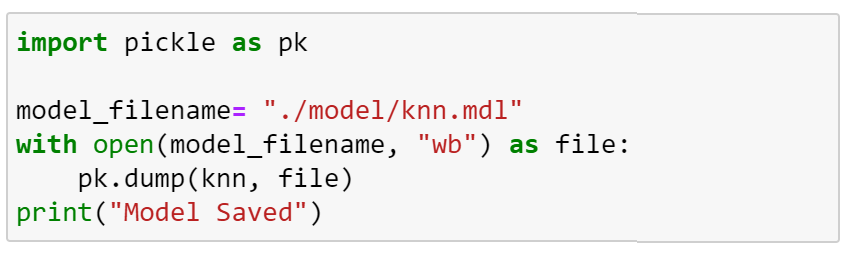 import pickle as pk

model_filename= "./model/knn.mdl"
with open(model_filename, "wb") as file:
    pk.dump(knn, file)
print("Model Saved")